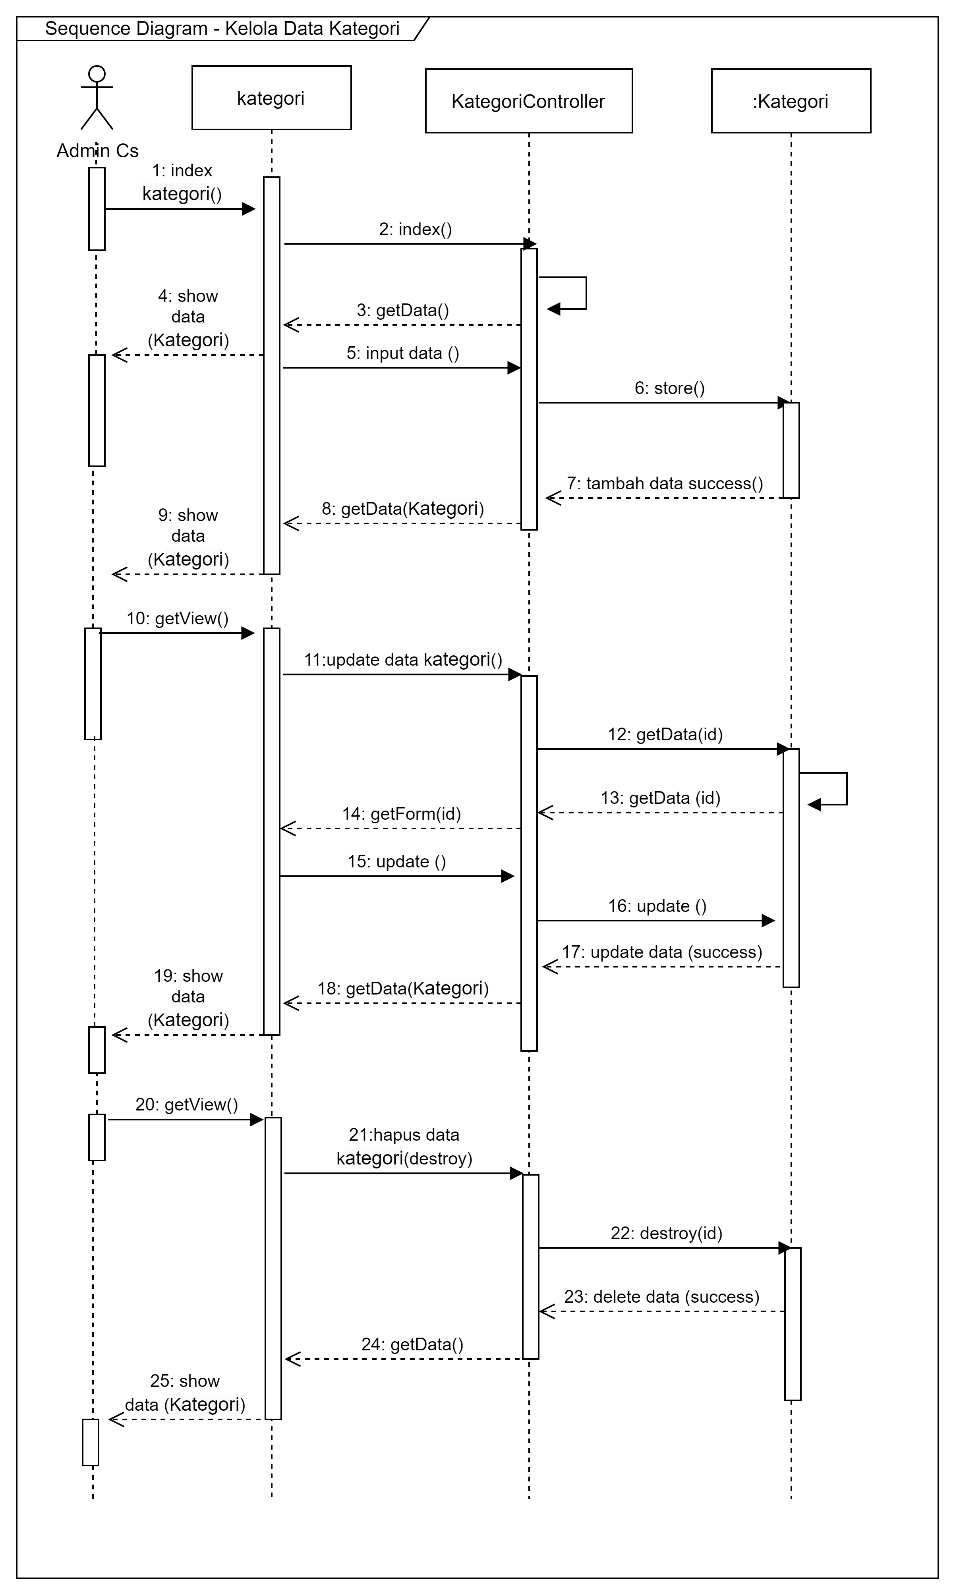 Sequence Diagram - Kelola Data Kategori
kategori
KategoriController
:Kategori
Admin Cs
1: index
kategori()
2: index()
4: show
data
(Kategori)
3: getData()
5: input data ()
6: store()
7: tambah data success()
8: getData(Kategori)
9: show
data
(Kategori)
10: getView()
11:update data kategori()
12: getData(id)
13: getData (id)
14: getForm(id)
15: update ()
16: update ()
17: update data (success)
18: getData(Kategori)
19: show
data
(Kategori)
20: getView()
21:hapus data
kategori(destroy)
22: destroy(id)
23: delete data (success)
24: getData()
25: show
data (Kategori)